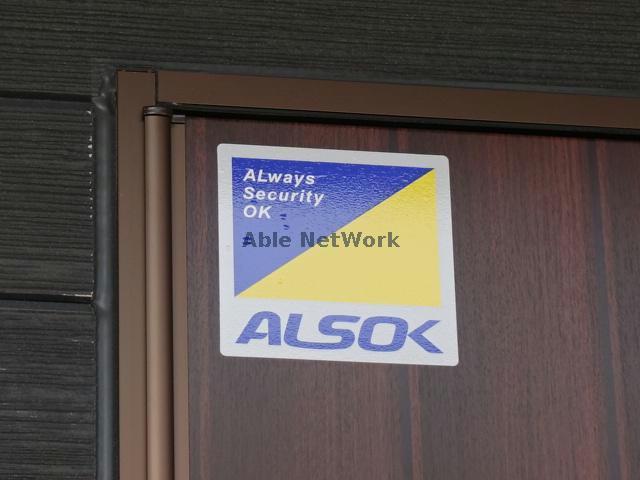 ALways
Security
OK
Able NetWork
ALSOK